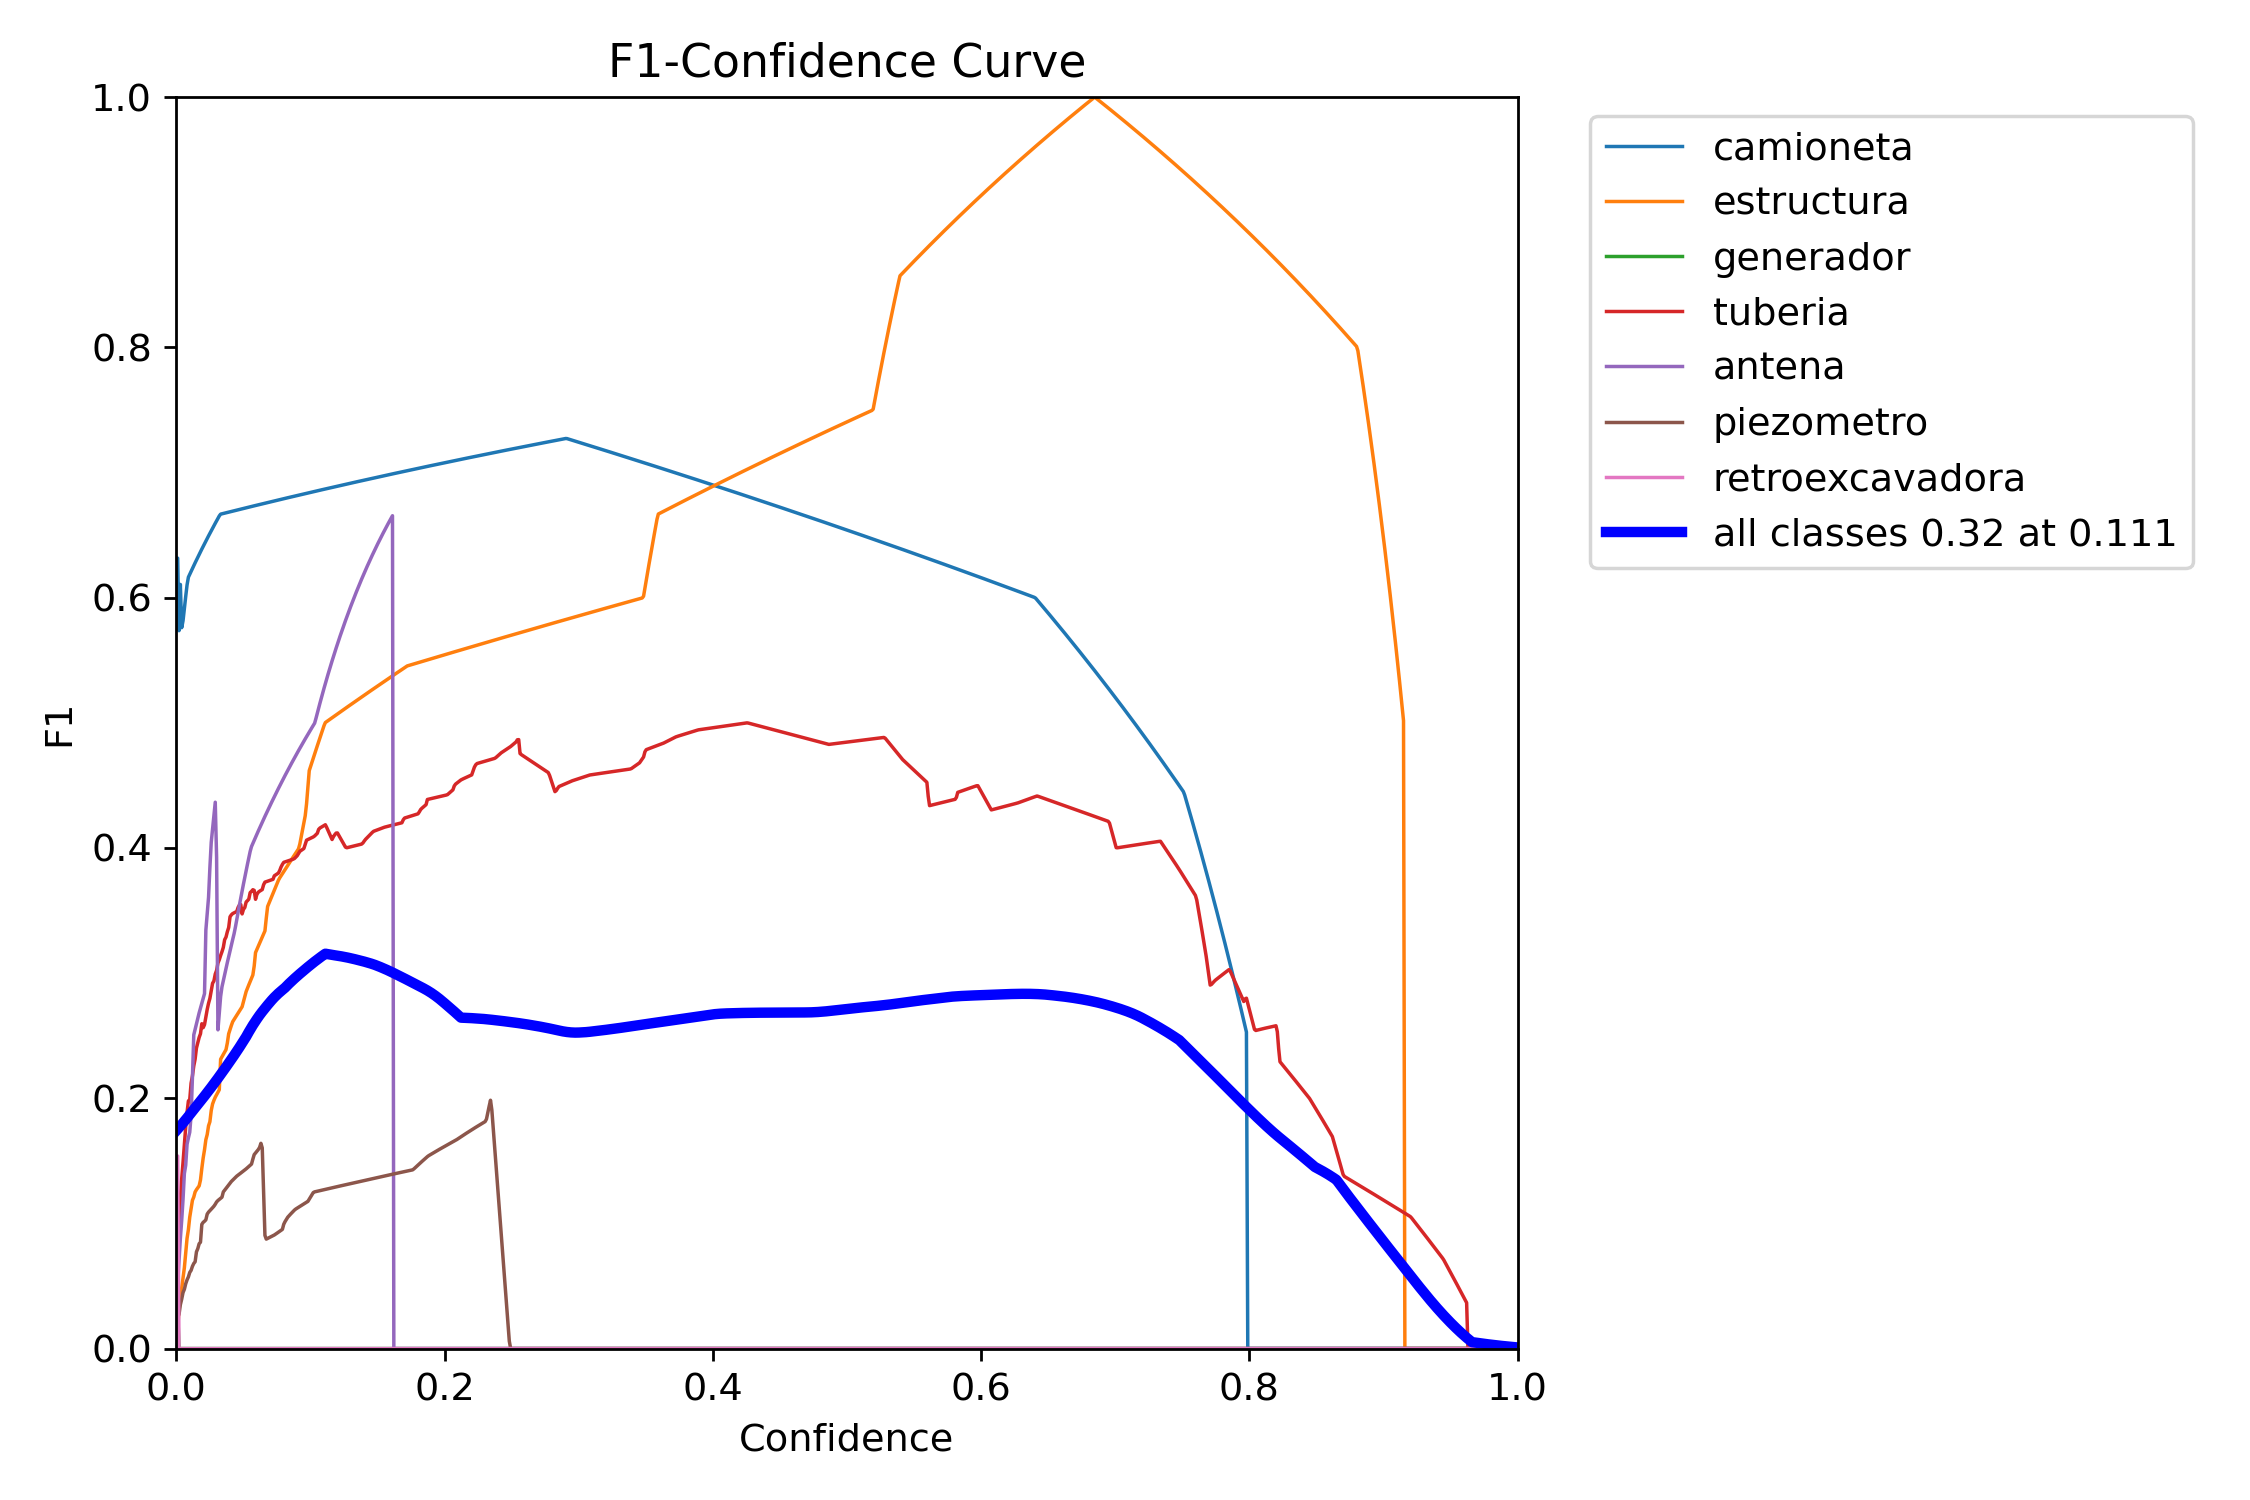 F1-Confidence Curve
1.0
0.8
0.6
0.4
0.2
0.0
F1
0.0 0.2 0.4 0.6 0.8 1.0
Confidence
camioneta
estructura
generador
tuberia
antena
piezometro
retroexcavadora
all classes 0.32 at 0.111